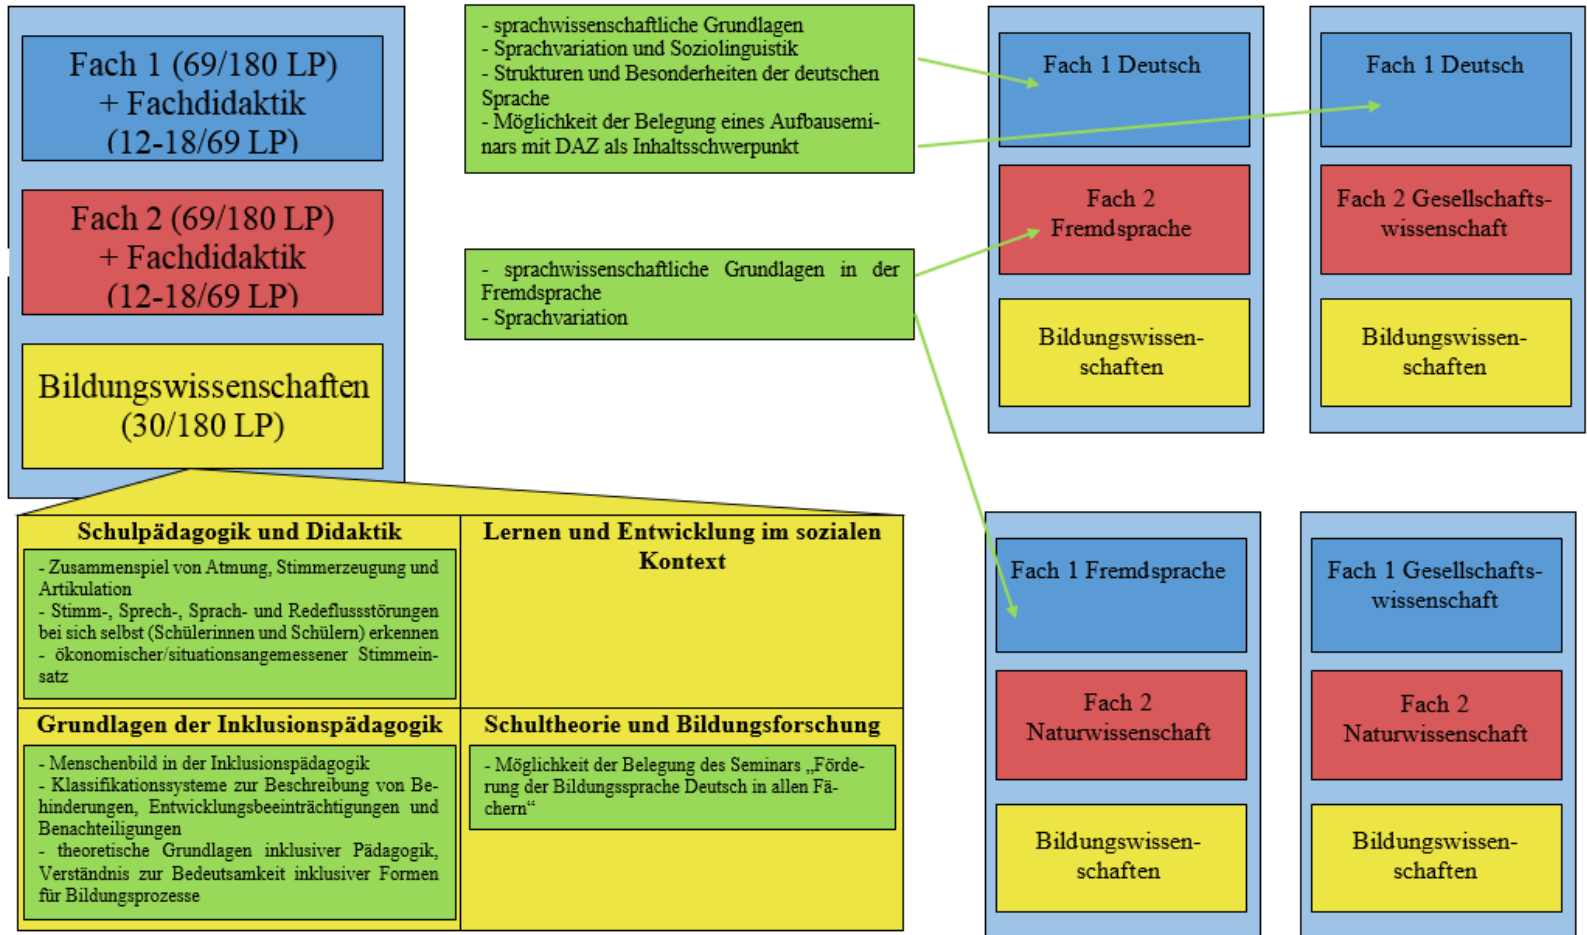 Fach 1 (69/180 LP)
+ Fachdidaktik
(12-18/69 LP)
Fach 2 (69/180 LP)
+ Fachdidaktik
(12-18/69 LP)
Bildungswissenschaften
(30/180 LP)
Schulpädagogik und Didaktik
- Zusammenspiel von Atmung, Stimmerzeugung und
Artikulation
- Stimm-, Sprech-, Sprach- und Redeflussstörungen
bei sich selbst (Schülerinnen und Schülern) erkennen
- ökonomischer/situationsangemessener Stimmein-
satz
Lernen und Entwicklung im sozialen
Kontext
Grundlagen der Inklusionspädagogik
- Menschenbild in der Inklusionspädagogik
- Klassifikationssysteme zur Beschreibung von Be-
hinderungen, Entwicklungsbeeinträchtigungen und
Benachteiligungen
- theoretische Grundlagen inklusiver Pädagogik,
Verständnis zur Bedeutsamkeit inklusiver Formen
für Bildungsprozesse
Schultheorie und Bildungsforschung
- Möglichkeit der Belegung des Seminars „Förde-
rung der Bildungssprache Deutsch in allen Fä-
chern“
- sprachwissenschaftliche Grundlagen
- Sprachvariation und Soziolinguistik
- Strukturen und Besonderheiten der deutschen
Sprache
- Möglichkeit der Belegung eines Aufbausemi-
nars mit DAZ als Inhaltsschwerpunkt
- sprachwissenschaftliche Grundlagen in der
Fremdsprache
- Sprachvariation
Fach 1 Deutsch
Fach 2
Fremdsprache
Bildungswissen-
schaften
Fach 1 Deutsch
Fach 2 Gesellschafts-
wissenschaft
Bildungswissen-
schaften
Fach 1 Fremdsprache
Fach 2
Naturwissenschaft
Bildungswissen-
schaften
Fach 1 Gesellschafts-
wissenschaft
Fach 2
Naturwissenschaft
Bildungswissen-
schaften